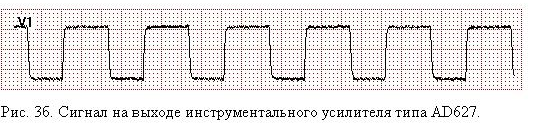 V1
Рис. 36. Сигнал на выходе инструментального усилителя типа AD627.